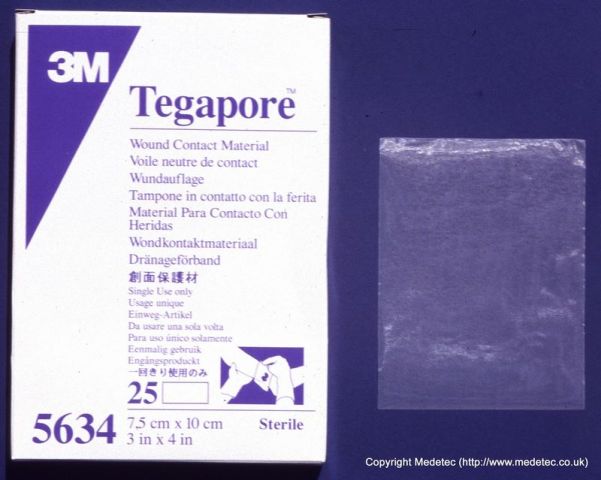 3M
Tegapore™
Wound Contact Material
Voile neutre de contact
Wundauflage
Tampone in contatto con la ferita
Material Para Contacto Con
Heridas
Wondkontaktmateriaal
Dränageförband
創面保護材
Single Use only
Usage unique
Einweg-Artikel
Da usare una sola volta
Para uso único solamente
Eenmalig gebruik
Engångsproduckt
一回きり使用のみ
25
5634
7.5 cm x 10 cm
3 in x 4 in
Sterile
Copyright Medetec (http://www.medetec.co.uk)